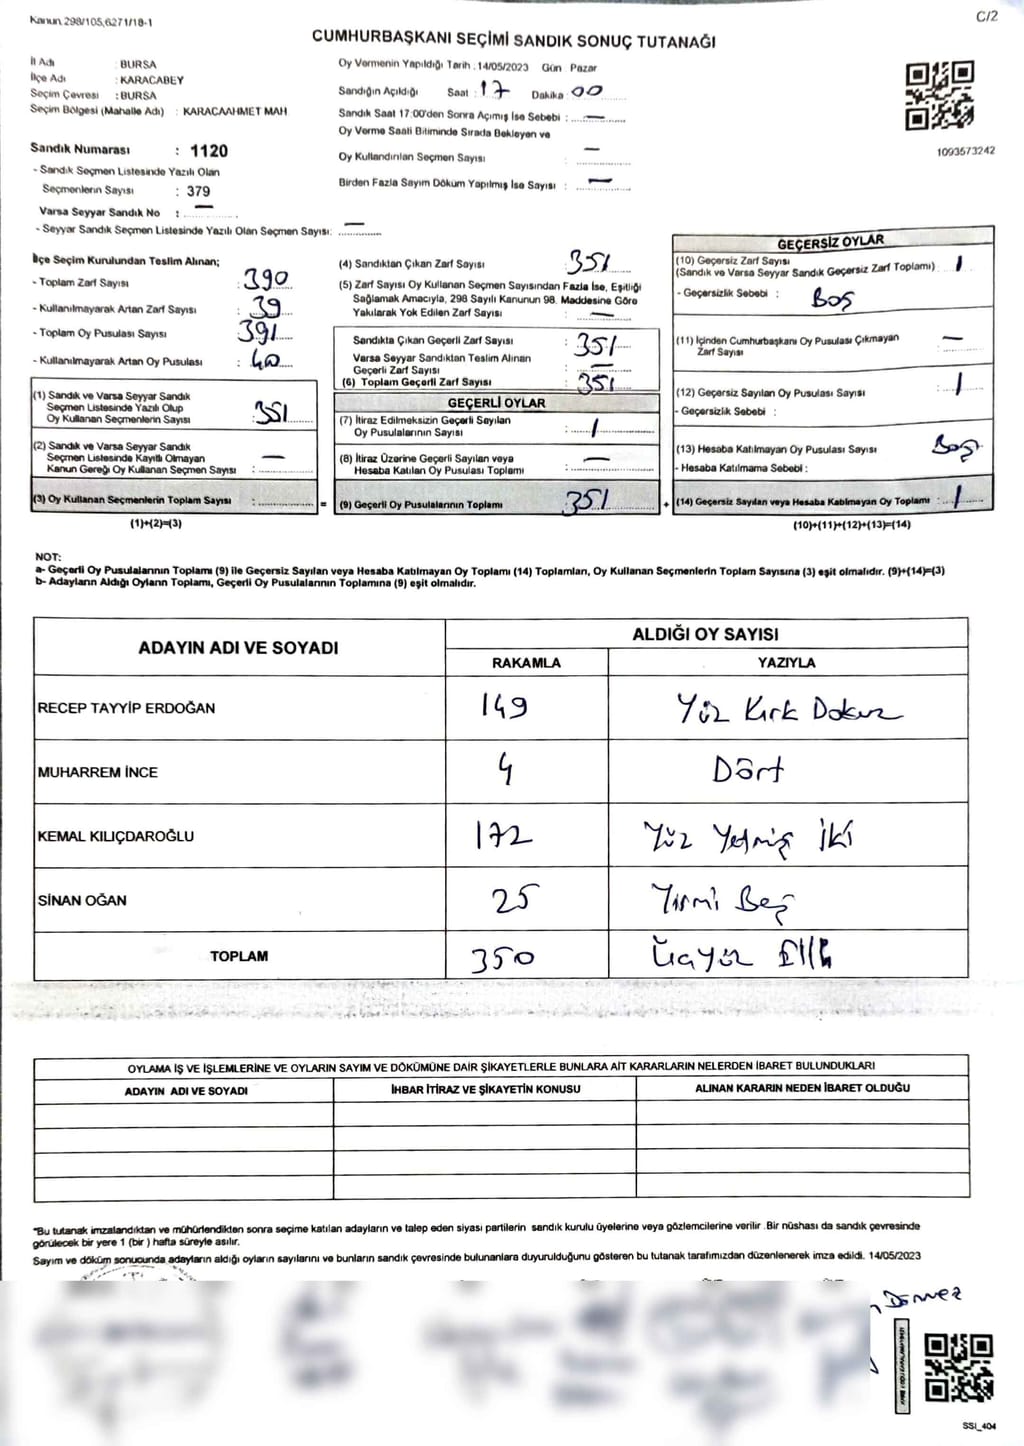 Kanun 298/105,6271/18-1
C/2
CUMHURBAŞKANI SEÇİMİ SANDIK SONUÇ TUTANAĞI
İl Adı : BURSA
İlçe Adı : KARACABEY
Seçim Çevresi : BURSA
Seçim Bölgesi (Mahalle Adı) : KARACAAHMET MAH
Sandık Numarası : 1120
- Sandık Seçmen Listesinde Yazılı Olan
Seçmenlerin Sayısı : 379
Varsa Seyyar Sandık No : —
- Seyyar Sandık Seçmen Listesinde Yazılı Olan Seçmen Sayısı: —
Oy Vermenin Yapıldığı Tarih : 14/05/2023 Gün Pazar
Sandığın Açıldığı Saat : 17 Dakika : 00
Sandık Saat 17:00'den Sonra Açmış İse Sebebi : —
Oy Verme Saati Bitiminde Sırada Bekleyen ve
Oy Kullandırılan Seçmen Sayısı : —
Birden Fazla Sayım Döküm Yapılmış İse Sayısı : —
1093573242
İlçe Seçim Kurulundan Teslim Alınan;
- Toplam Zarf Sayısı : 390
- Kullanılmayarak Artan Zarf Sayısı : 39
- Toplam Oy Pusulası Sayısı : 391
- Kullanılmayarak Artan Oy Pusulası : 40
(1) Sandık ve Varsa Seyyar Sandık
Seçmen Listesinde Yazılı Olup
Oy Kullanan Seçmenlerin Sayısı : 351
(2) Sandık ve Varsa Seyyar Sandık
Seçmen Listesinde Kayıtlı Olmayan
Kanun Gereği Oy Kullanan Seçmen Sayısı : —
(3) Oy Kullanan Seçmenlerin Toplam Sayısı :
(1)+(2)=(3)
(4) Sandıktan Çıkan Zarf Sayısı : 351
(5) Zarf Sayısı Oy Kullanan Seçmen Sayısından Fazla İse, Eşitliği
Sağlamak Amacıyla, 298 Sayılı Kanunun 98. Maddesine Göre
Yakılarak Yok Edilen Zarf Sayısı : —
Sandıkta Çıkan Geçerli Zarf Sayısı : 351
Varsa Seyyar Sandıktan Teslim Alınan
Geçerli Zarf Sayısı : —
(6) Toplam Geçerli Zarf Sayısı : 351
GEÇERLİ OYLAR
(7) İtiraz Edilmeksizin Geçerli Sayılan
Oy Pusulalarının Sayısı : 1
(8) İtiraz Üzerine Geçerli Sayılan veya
Hesaba Katılan Oy Pusulası Toplamı : —
= (9) Geçerli Oy Pusulalarının Toplamı 351
GEÇERSİZ OYLAR
(10) Geçersiz Zarf Sayısı
(Sandık ve Varsa Seyyar Sandık Geçersiz Zarf Toplamı) : 1
- Geçersizlik Sebebi : Boş
(11) İçinden Cumhurbaşkanı Oy Pusulası Çıkmayan
Zarf Sayısı : —
(12) Geçersiz Sayılan Oy Pusulası Sayısı : 1
- Geçersizlik Sebebi :
(13) Hesaba Katılmayan Oy Pusulası Sayısı Boş
- Hesaba Katılmama Sebebi :
+ (14) Geçersiz Sayılan veya Hesaba Katılmayan Oy Toplamı : 1
(10)+(11)+(12)+(13)=(14)
NOT:
a- Geçerli Oy Pusulalarının Toplamı (9) ile Geçersiz Sayılan veya Hesaba Katılmayan Oy Toplamı (14) Toplamları, Oy Kullanan Seçmenlerin Toplam Sayısına (3) eşit olmalıdır. (9)+(14)=(3)
b- Adayların Aldığı Oyların Toplamı, Geçerli Oy Pusulalarının Toplamına (9) eşit olmalıdır.
ADAYIN ADI VE SOYADI
ALDIĞI OY SAYISI
RAKAMLA YAZIYLA
RECEP TAYYİP ERDOĞAN 149 Yüz Kırk Dokuz
MUHARREM İNCE 4 Dört
KEMAL KILIÇDAROĞLU 172 Yüz Yetmiş İki
SİNAN OĞAN 25 Yirmi Beş
TOPLAM 350 Üçyüz Elli
OYLAMA İŞ VE İŞLEMLERİNE VE OYLARIN SAYIM VE DÖKÜMÜNE DAİR ŞİKAYETLERLE BUNLARA AİT KARARLARIN NELERDEN İBARET BULUNDUKLARI
ADAYIN ADI VE SOYADI İHBAR İTİRAZ VE ŞİKAYETİN KONUSU ALINAN KARARIN NEDEN İBARET OLDUĞU
*Bu tutanak imzalandıktan ve mühürlendikten sonra seçime katılan adayların ve talep eden siyasi partilerin sandık kurulu üyelerine veya gözlemcilerine verilir .Bir nüshası da sandık çevresinde
görülecek bir yere 1 (bir ) hafta süreyle asılır.
Sayım ve döküm sonucunda adayların aldığı oyların sayılarını ve bunların sandık çevresinde bulunanlara duyurulduğunu gösteren bu tutanak tarafımızdan düzenlenerek imza edildi. 14/05/2023
Dönmez
SSİ_404